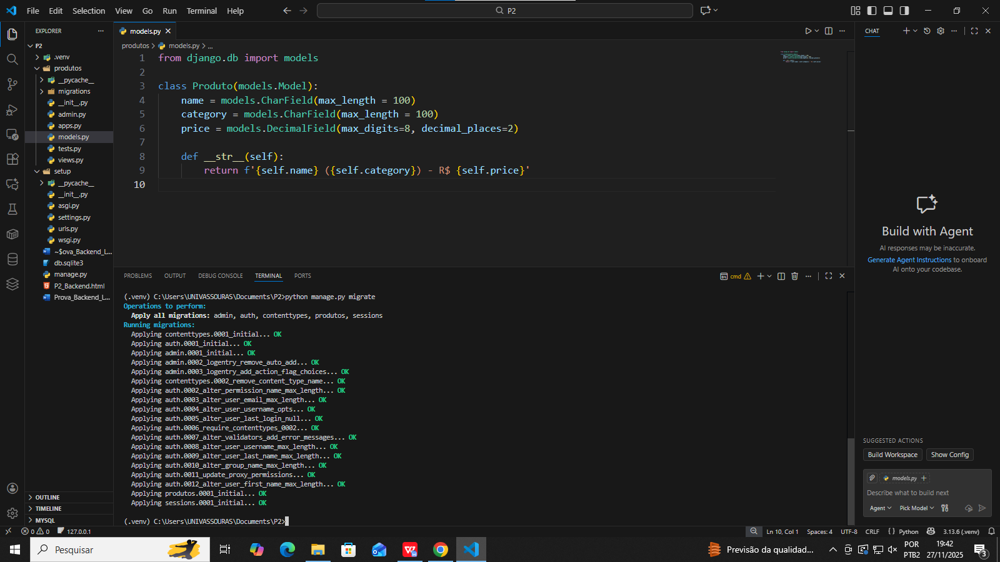 File Edit Selection View Go Run Terminal Help
P2
EXPLORER
P2
.venv
produtos
__pycache__
migrations
__init__.py
admin.py
apps.py
models.py
tests.py
views.py
setup
__pycache__
__init__.py
asgi.py
settings.py
urls.py
wsgi.py
~$ova_Backend_L...
db.sqlite3
manage.py
P2_Backend.html
Prova_Backend_L...
OUTLINE
TIMELINE
MYSQL
models.py
produtos > models.py > ...
1 from django.db import models
2
3 class Produto(models.Model):
4 name = models.CharField(max_length = 100)
5 category = models.CharField(max_length = 100)
6 price = models.DecimalField(max_digits=8, decimal_places=2)
7
8 def __str__(self):
9 return f'{self.name} ({self.category}) - R$ {self.price}'
10
PROBLEMS OUTPUT DEBUG CONSOLE TERMINAL PORTS
cmd
(.venv) C:\Users\UNIVASSOURAS\Documents\P2>python manage.py migrate
Operations to perform:
Apply all migrations: admin, auth, contenttypes, produtos, sessions
Running migrations:
Applying contenttypes.0001_initial... OK
Applying auth.0001_initial... OK
Applying admin.0001_initial... OK
Applying admin.0002_logentry_remove_auto_add... OK
Applying admin.0003_logentry_add_action_flag_choices... OK
Applying contenttypes.0002_remove_content_type_name... OK
Applying auth.0002_alter_permission_name_max_length... OK
Applying auth.0003_alter_user_email_max_length... OK
Applying auth.0004_alter_user_username_opts... OK
Applying auth.0005_alter_user_last_login_null... OK
Applying auth.0006_require_contenttypes_0002... OK
Applying auth.0007_alter_validators_add_error_messages... OK
Applying auth.0008_alter_user_username_max_length... OK
Applying auth.0009_alter_user_last_name_max_length... OK
Applying auth.0010_alter_group_name_max_length... OK
Applying auth.0011_update_proxy_permissions... OK
Applying auth.0012_alter_user_first_name_max_length... OK
Applying produtos.0001_initial... OK
Applying sessions.0001_initial... OK
(.venv) C:\Users\UNIVASSOURAS\Documents\P2>
CHAT
Build with Agent
AI responses may be inaccurate.
Generate Agent Instructions to onboard
AI onto your codebase.
SUGGESTED ACTIONS
Build Workspace Show Config
models.py
Describe what to build next
Agent Pick Model
0 0 127.0.0.1
Ln 10, Col 1 Spaces: 4 UTF-8 CRLF {} Python 3.13.6 (.venv)
Pesquisar
Previsão da qualidad...
POR
PTB2
19:42
27/11/2025
3